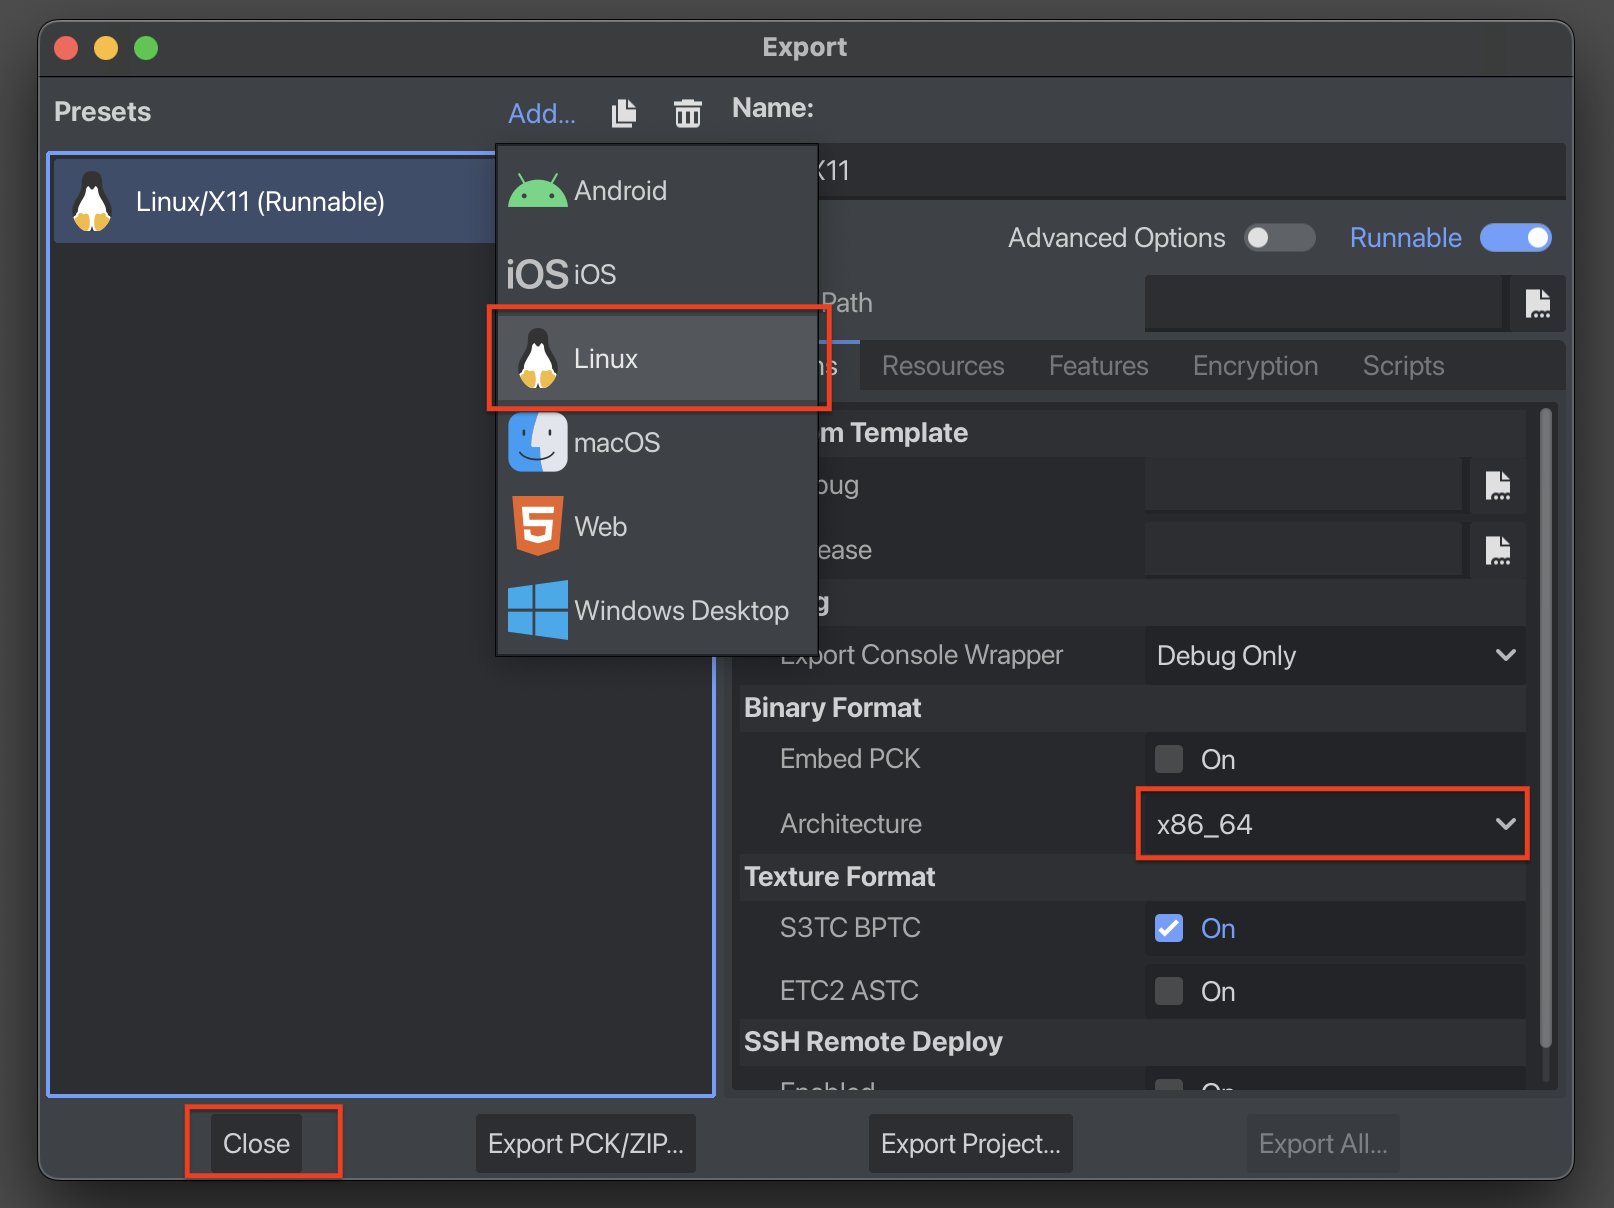 Export
Presets
Add...
Name:
Linux/X11 (Runnable)
X11
Android
iOS iOS
Linux
macOS
Web
Windows Desktop
Advanced Options
Runnable
Path
Resources
Features
Encryption
Scripts
m Template
Export Console Wrapper
Debug Only
Binary Format
Embed PCK
On
Architecture
x86_64
Texture Format
S3TC BPTC
On
ETC2 ASTC
On
SSH Remote Deploy
Enabled
On
Close
Export PCK/ZIP...
Export Project...
Export All...